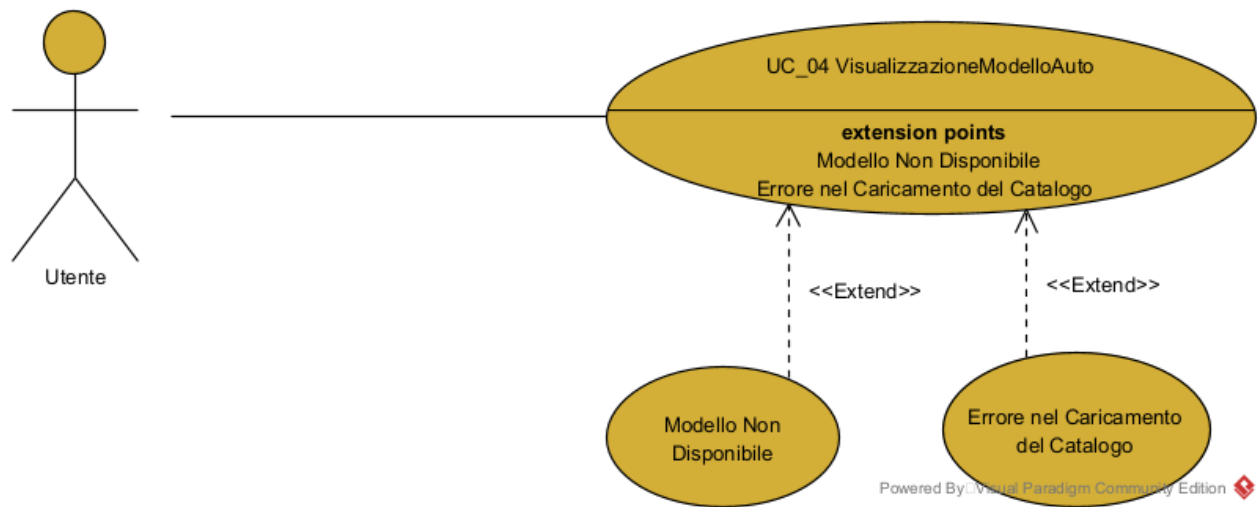 UC_04 VisualizzazioneModelloAuto
extension points
Modello Non Disponibile
Errore nel Caricamento del Catalogo
Utente
<<Extend>>
<<Extend>>
Modello Non
Disponibile
Errore nel Caricamento
del Catalogo
Powered By Visual Paradigm Community Edition